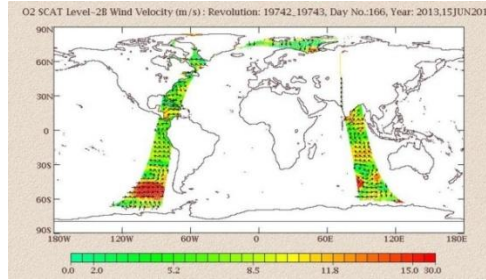 O2 SCAT Level-2B Wind Velocity (m/s) : Revolution: 19742_19743, Day No.:166, Year: 2013,15JUN201
90N
60N
30N
0
30S
60S
90S
180W 120W 60W 0 60E 120E 180E
0.0 2.0 5.2 8.5 11.8 15.0 30.0